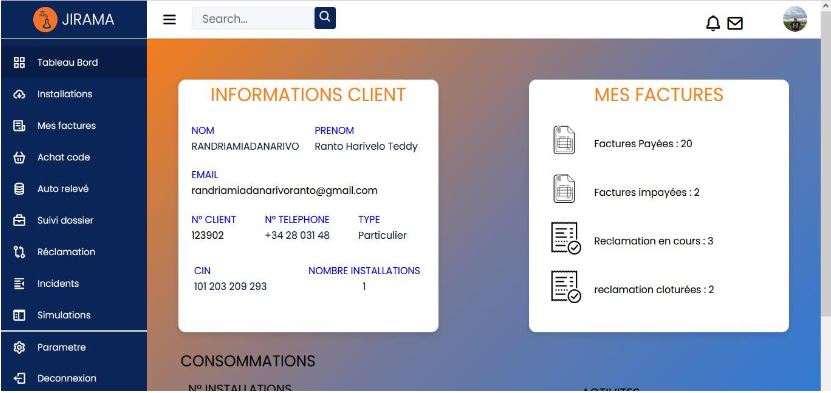 JIRAMA
Search...
Tableau Bord
Installations
Mes factures
Achat code
Auto relevé
Suivi dossier
Réclamation
Incidents
Simulations
Parametre
Deconnexion
INFORMATIONS CLIENT
NOM PRENOM
RANDRIAMIADANARIVO Ranto Harivelo Teddy
EMAIL
randriamiadanarivoranto@gmail.com
N° CLIENT N° TELEPHONE TYPE
123902 +34 28 031 48 Particulier
CIN NOMBRE INSTALLATIONS
101 203 209 293 1
MES FACTURES
Factures Payées : 20
Factures impayées : 2
Reclamation en cours : 3
reclamation cloturées : 2
CONSOMMATIONS
N° INSTALLATIONS
ACTIVITES